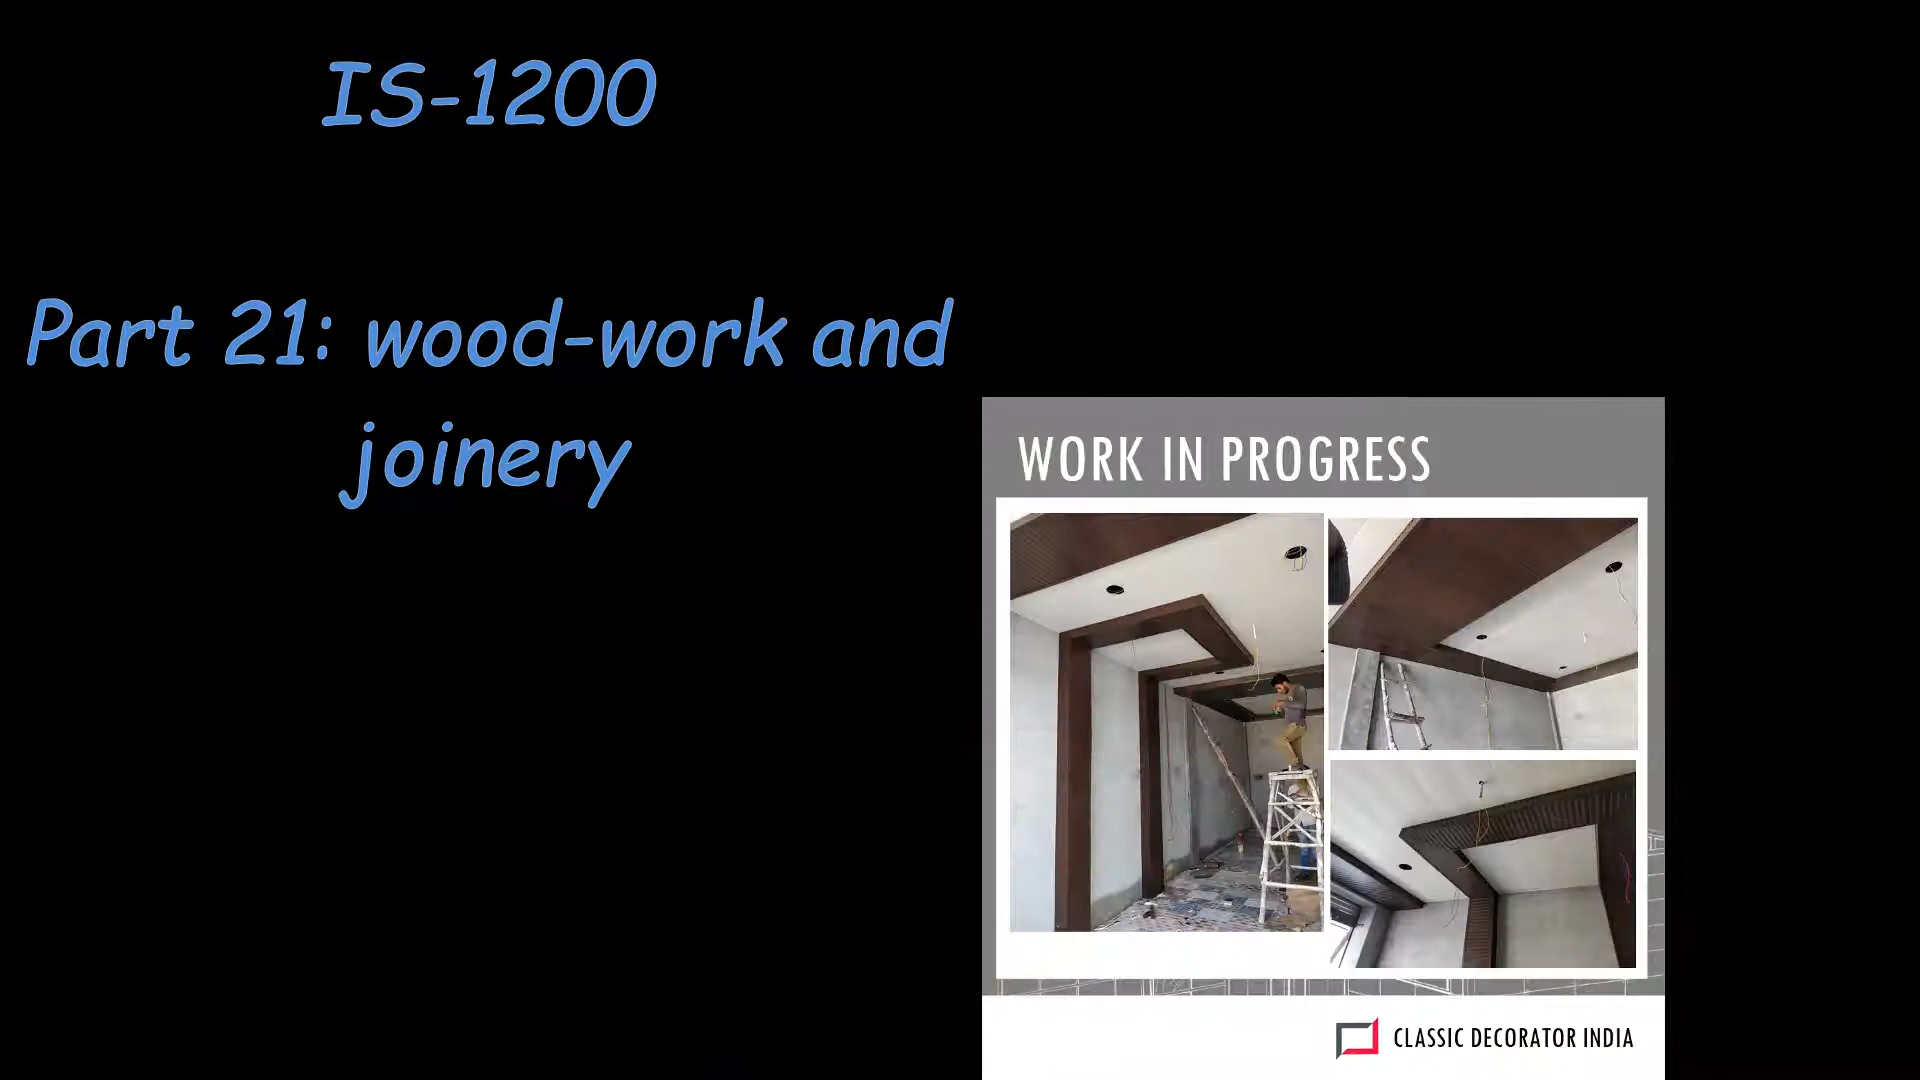 IS-1200
Part 21: wood-work and
joinery
WORK IN PROGRESS
CLASSIC DECORATOR INDIA